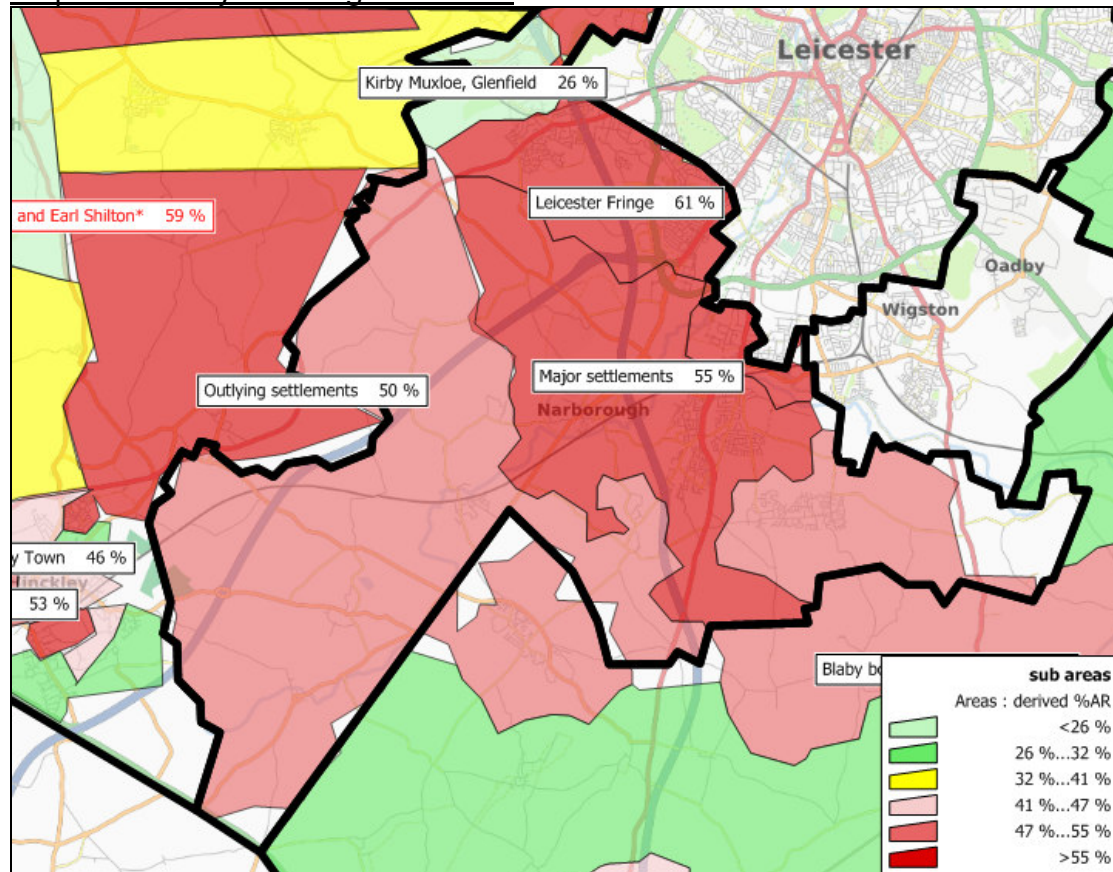 Leicester
Kirby Muxloe, Glenfield 26 %
Leicester Fringe 61 %
and Earl Shilton* 59 %
Oadby
Wigston
Major settlements 55 %
Outlying settlements 50 %
Narborough
y Town 46 %
Hinckley
53 %
Blaby
sub areas
Areas : derived %AR
<26 %
26 %...32 %
32 %...41 %
41 %...47 %
47 %...55 %
>55 %